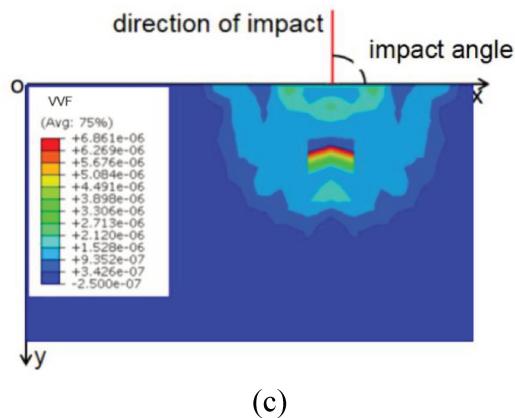 direction of impact
impact angle
o
x
VVF
(Avg: 75%)
+6.861e-06
+6.269e-06
+5.676e-06
+5.084e-06
+4.491e-06
+3.898e-06
+3.306e-06
+2.713e-06
+2.120e-06
+1.528e-06
+9.352e-07
+3.426e-07
-2.500e-07
y
(c)